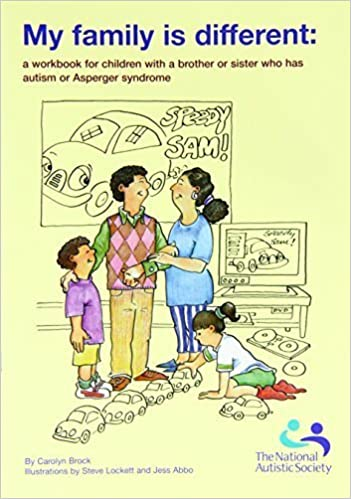 My family is different:
a workbook for children with a brother or sister who has
autism or Asperger syndrome
SPEEDY
SAM!
Speedy
Sam!
By Carolyn Brock
Illustrations by Steve Lockett and Jess Abbo
The National
Autistic Society